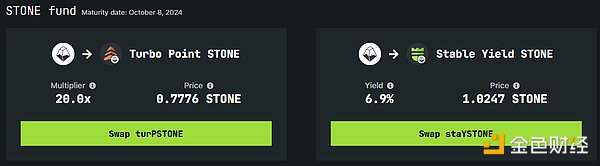 STONE fund Maturity date: October 8, 2024
Turbo Point STONE
Multiplier
Price
20.0x
0.7776 STONE
Swap turPSTONE
Stable Yield STONE
Yield
Price
6.9%
1.0247 STONE
Swap staYSTONE
金色财经